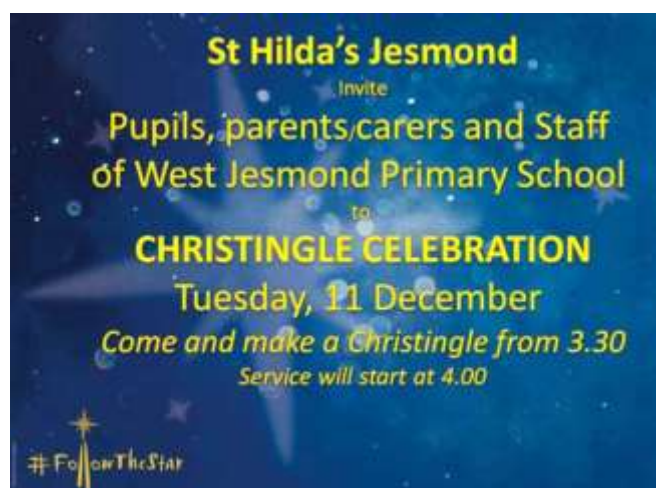 St Hilda's Jesmond
Invite
Pupils, parents/carers and Staff
of West Jesmond Primary School
to
CHRISTINGLE CELEBRATION
Tuesday, 11 December
Come and make a Christingle from 3.30
Service will start at 4.00
#FollowTheStar